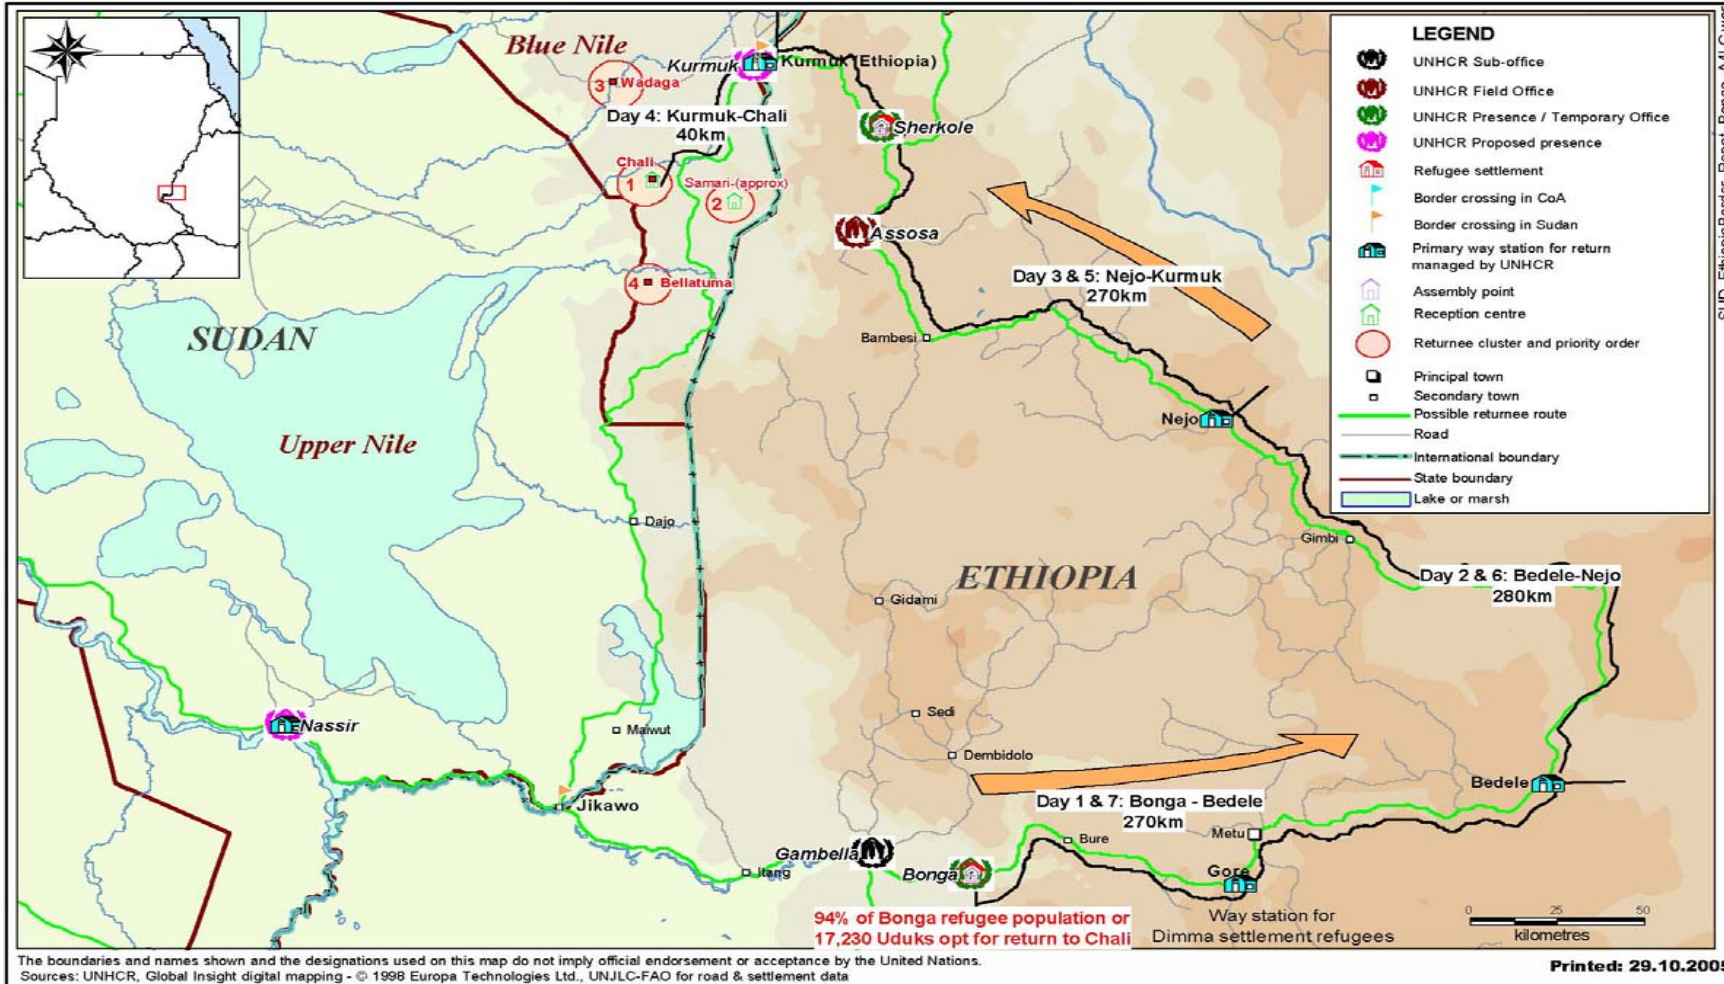 Blue Nile
Kurmuk
Kurmuk (Ethiopia)
3 Wadaga
Day 4: Kurmuk-Chali
40km
Sherkole
Chali
1
Samari-(approx)
2
Assosa
4 Bellatuma
Day 3 & 5: Nejo-Kurmuk
270km
SUDAN
Bambesi
Upper Nile
Nejo
Dajo
Gimbi
ETHIOPIA
Day 2 & 6: Bedele-Nejo
280km
Gidami
Sedi
Nassir
Maiwut
Dembidolo
Bedele
Jikawo
Day 1 & 7: Bonga - Bedele
270km
Metu
Bure
Gambella
Itang
Bonga
Gore
94% of Bonga refugee population or
17,230 Uduks opt for return to Chali
Way station for
Dimma settlement refugees
0 25 50
kilometres
LEGEND
UNHCR Sub-office
UNHCR Field Office
UNHCR Presence / Temporary Office
UNHCR Proposed presence
Refugee settlement
Border crossing in CoA
Border crossing in Sudan
Primary way station for return
managed by UNHCR
Assembly point
Reception centre
Returnee cluster and priority order
Principal town
Secondary town
Possible returnee route
Road
International boundary
State boundary
Lake or marsh
The boundaries and names shown and the designations used on this map do not imply official endorsement or acceptance by the United Nations.
Sources: UNHCR, Global Insight digital mapping - © 1998 Europa Technologies Ltd., UNJLC-FAO for road & settlement data
Printed: 29.10.2005